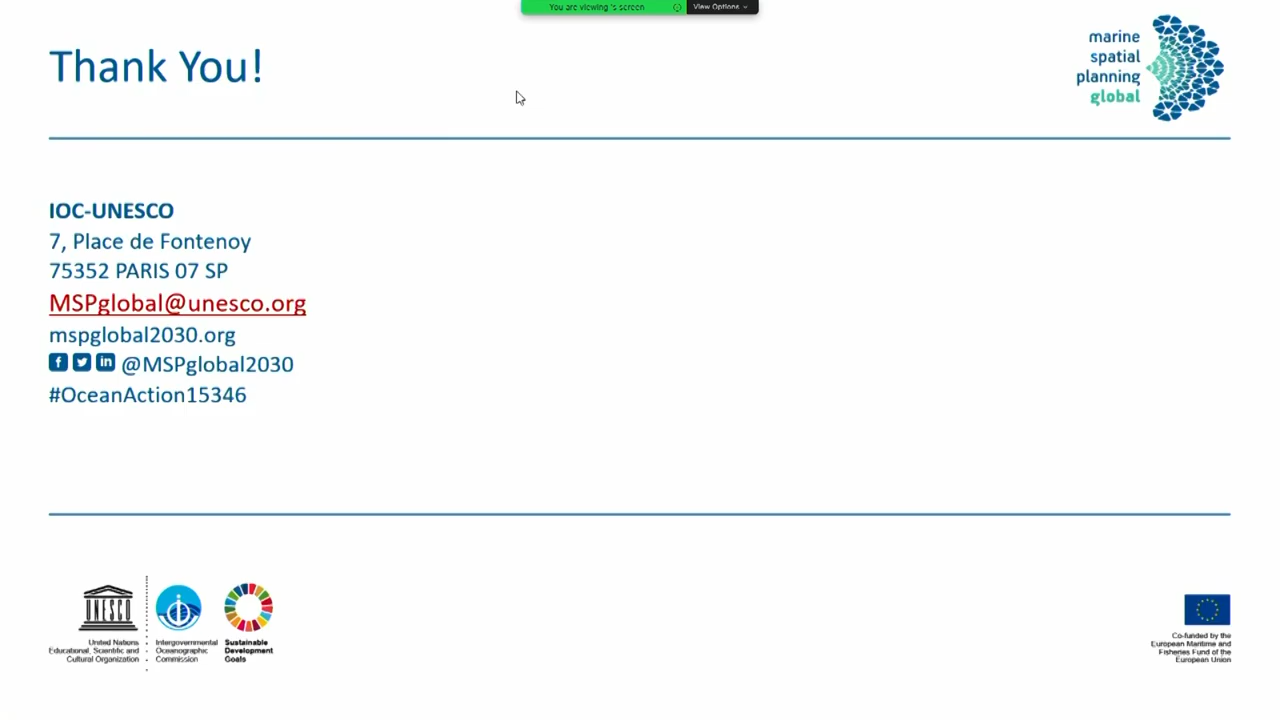 You are viewing 's screen
View Options
Thank You!
marine
spatial
planning
global
IOC-UNESCO
7, Place de Fontenoy
75352 PARIS 07 SP
MSPglobal@unesco.org
mspglobal2030.org
@MSPglobal2030
#OceanAction15346
UNESCO
United Nations
Educational, Scientific and
Cultural Organization
Intergovernmental
Oceanographic
Commission
Sustainable
Development
Goals
Co-funded by the
European Maritime and
Fisheries Fund of the
European Union